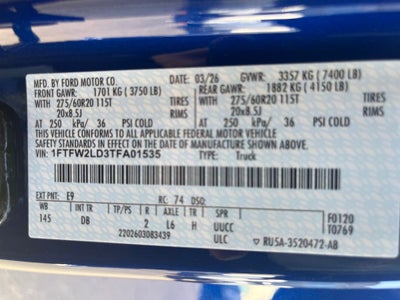 MFD. BY FORD MOTOR CO.
DATE: 03/26 GVWR: 3357 KG ( 7400 LB)
FRONT GAWR: 1701 KG ( 3750 LB) REAR GAWR: 1882 KG ( 4150 LB)
WITH WITH
275/60R20 115T TIRES 275/60R20 115T TIRES
20x8.5J RIMS 20x8.5J RIMS
AT 250 kPa/ 36 PSI COLD AT 250 kPa/ 36 PSI COLD
THIS VEHICLE CONFORMS TO ALL APPLICABLE FEDERAL MOTOR VEHICLE
SAFETY STANDARDS IN EFFECT ON THE DATE OF MANUFACTURE SHOWN ABOVE.
VIN: 1FTFW2LD3TFA01535 TYPE: Truck
EXT PNT: E9 RC: 74 DSO:
WB INT TR TP/PS R AXLE TR SPR F0120
145 DB 2 L6 H UUCC T0769
2202603083439 ULC RU5A-3520472-AB